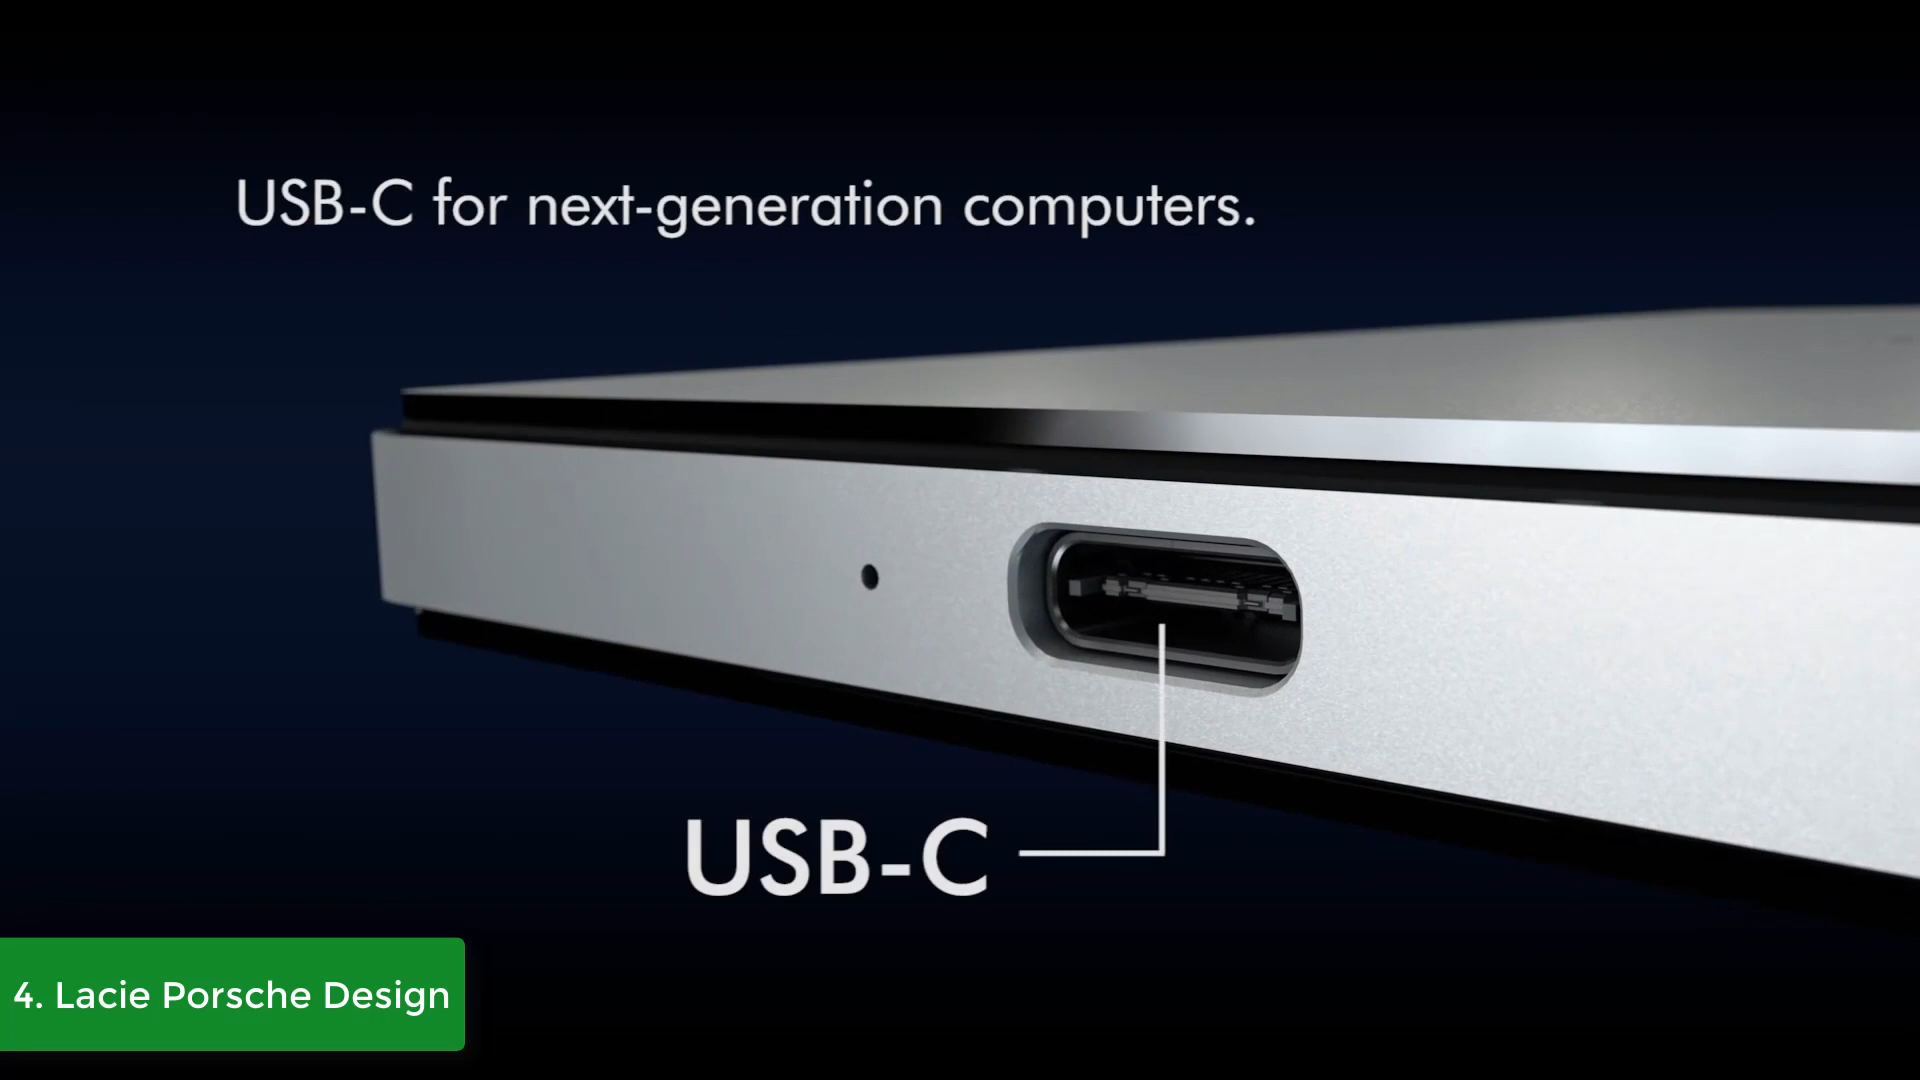 USB-C for next-generation computers.
USB-C
4. Lacie Porsche Design